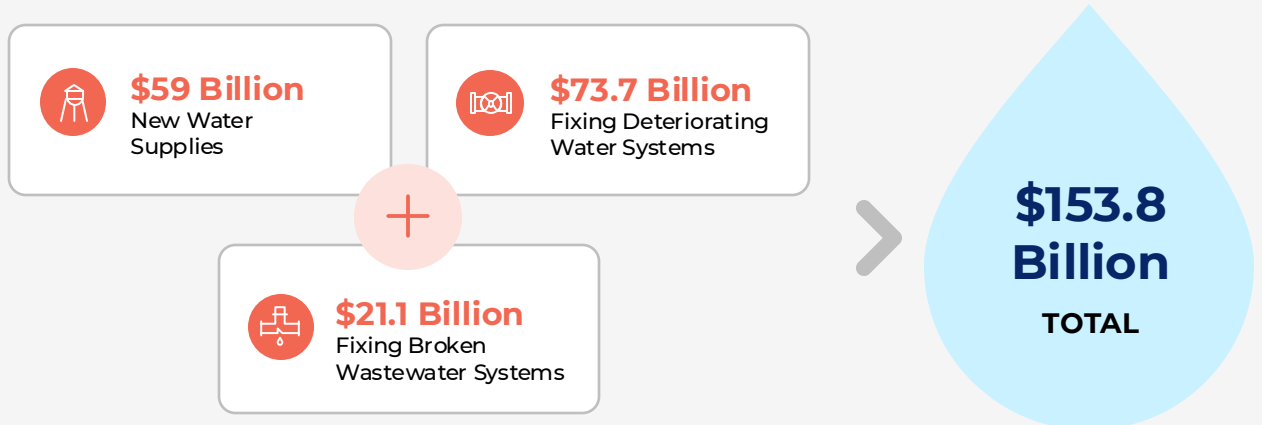 $59 Billion
New Water
Supplies
$73.7 Billion
Fixing Deteriorating
Water Systems
$21.1 Billion
Fixing Broken
Wastewater Systems
$153.8
Billion
TOTAL